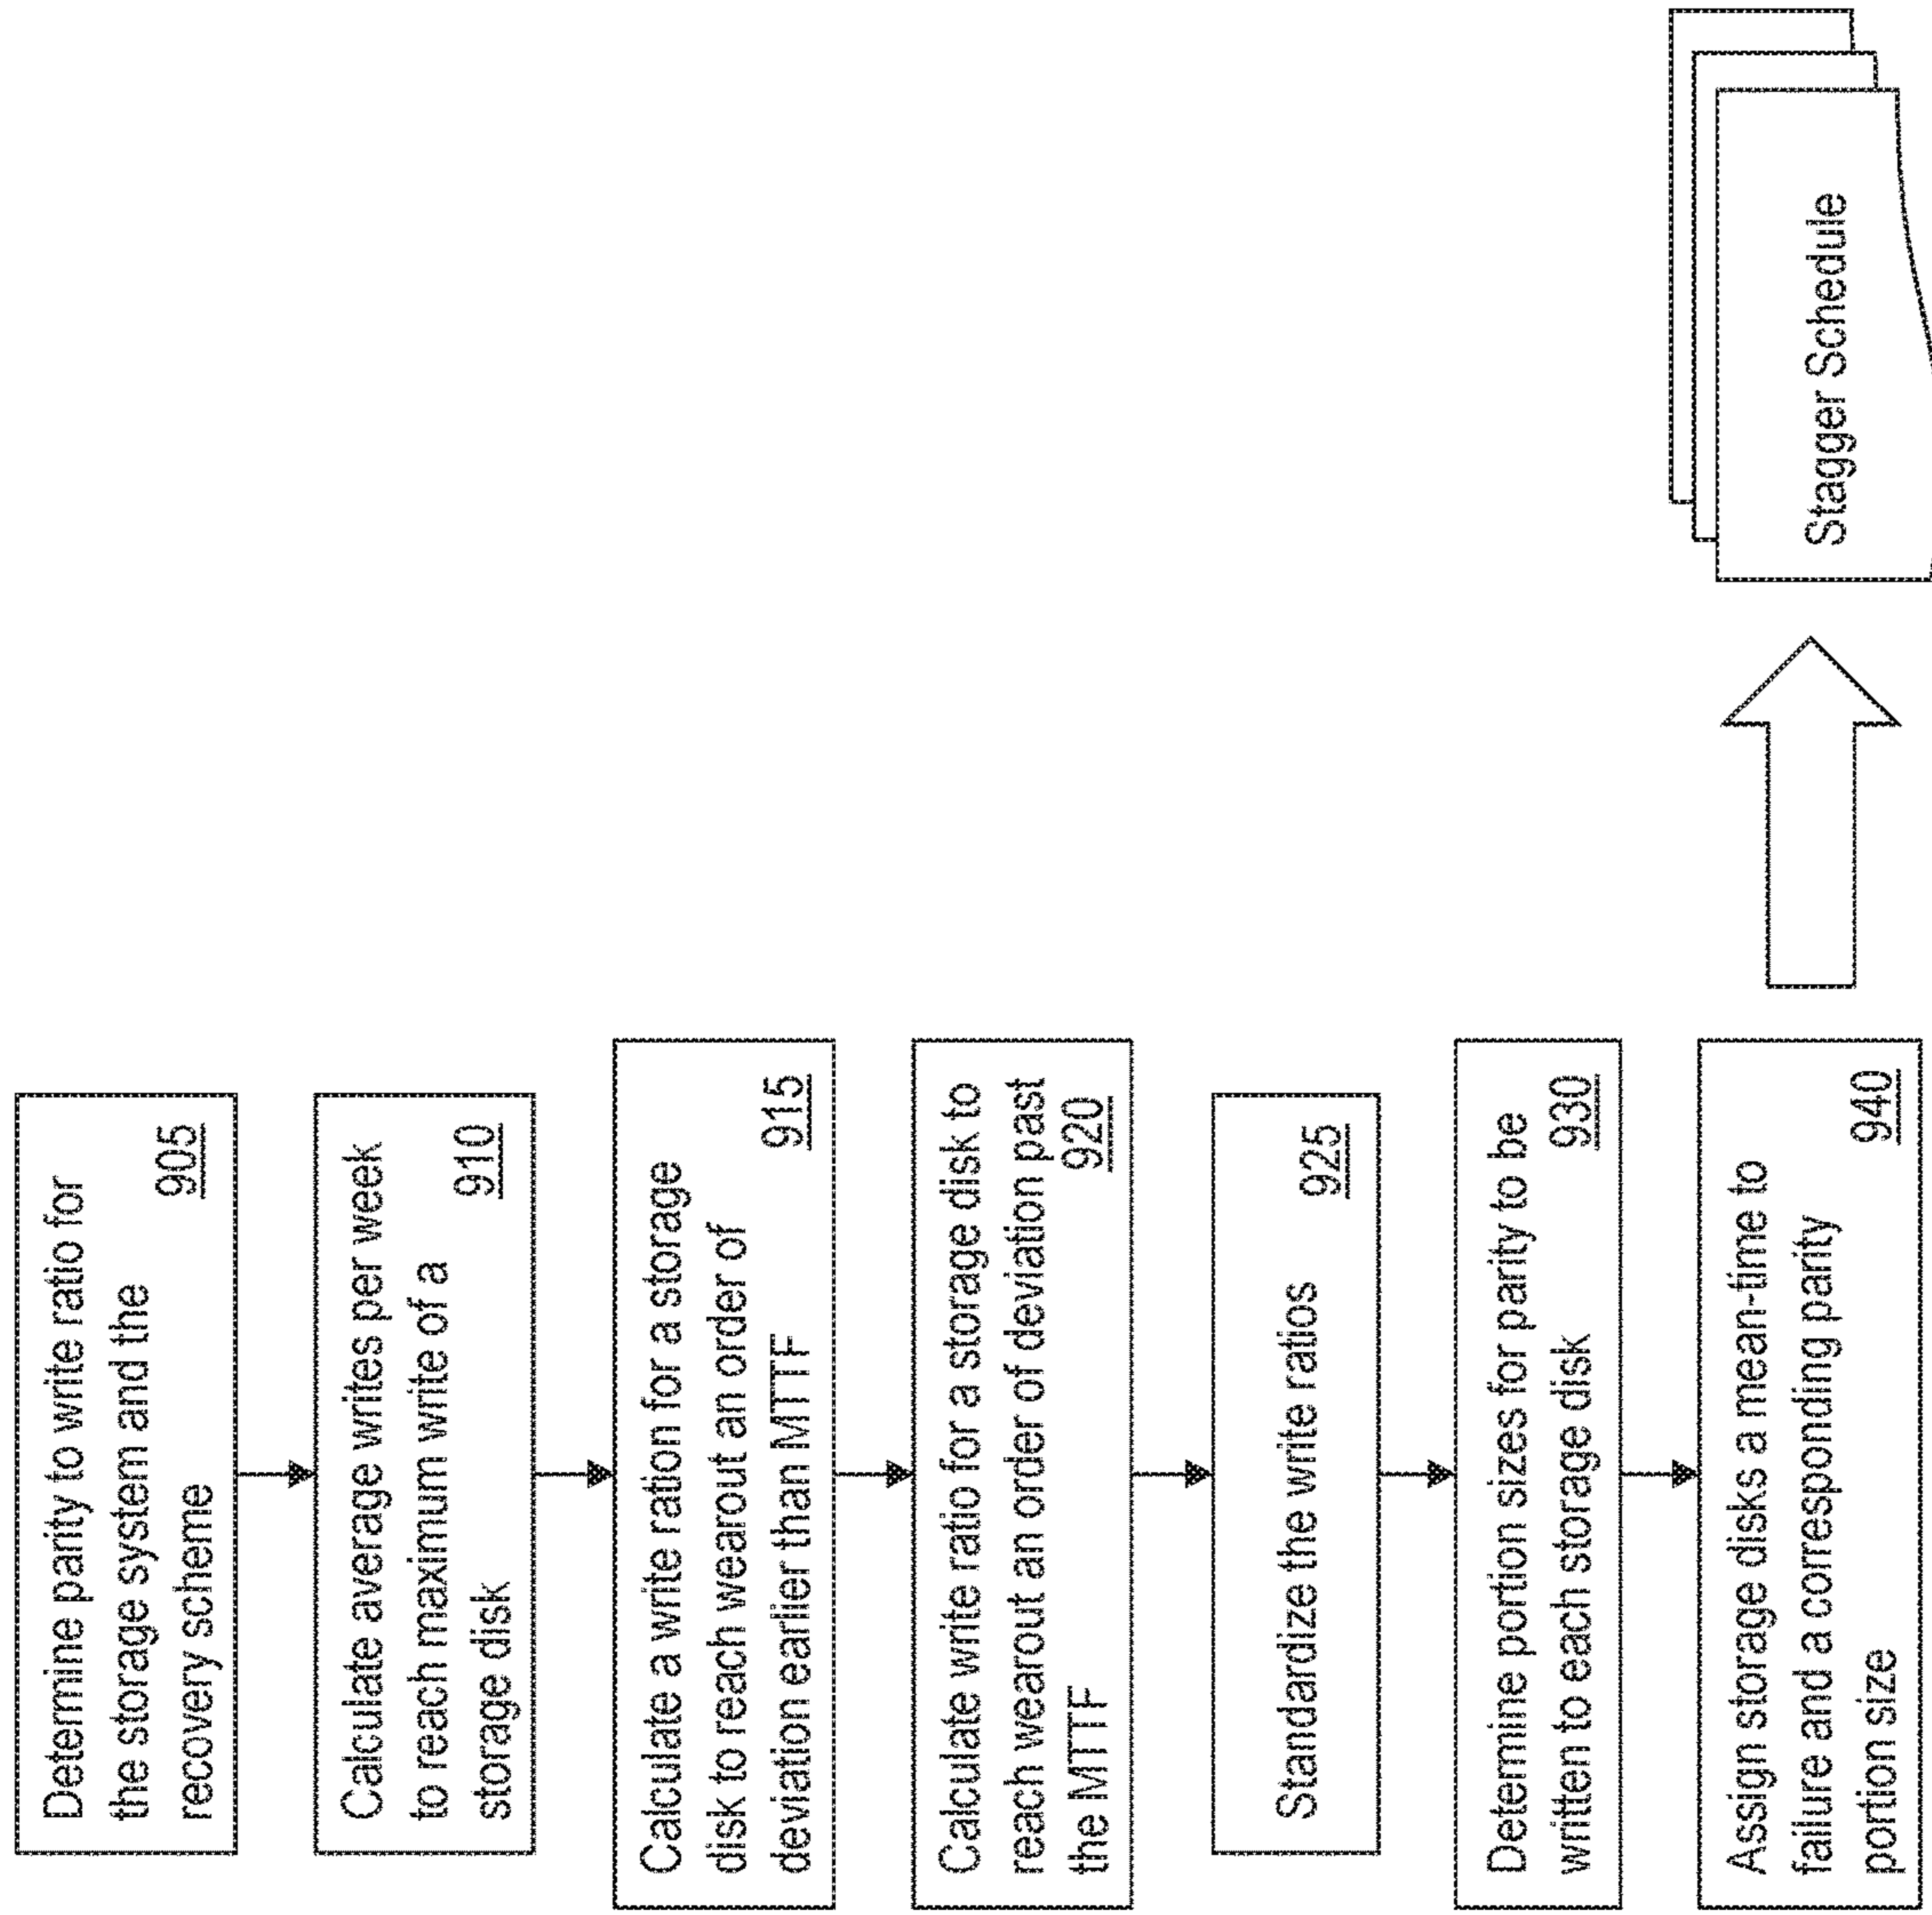 Determine parity to write ratio for
the storage system and the
recovery scheme
905
Calculate average writes per week
to reach maximum write of a
storage disk
910
Calculate a write ration for a storage
disk to reach wearout an order of
deviation earlier than MTTF
915
Calculate write ratio for a storage disk to
reach wearout an order of deviation past
the MTTF
920
Standardize the write ratios
925
Determine portion sizes for parity to be
written to each storage disk
930
Assign storage disks a mean-time to
failure and a corresponding parity
portion size
940
Stagger Schedule